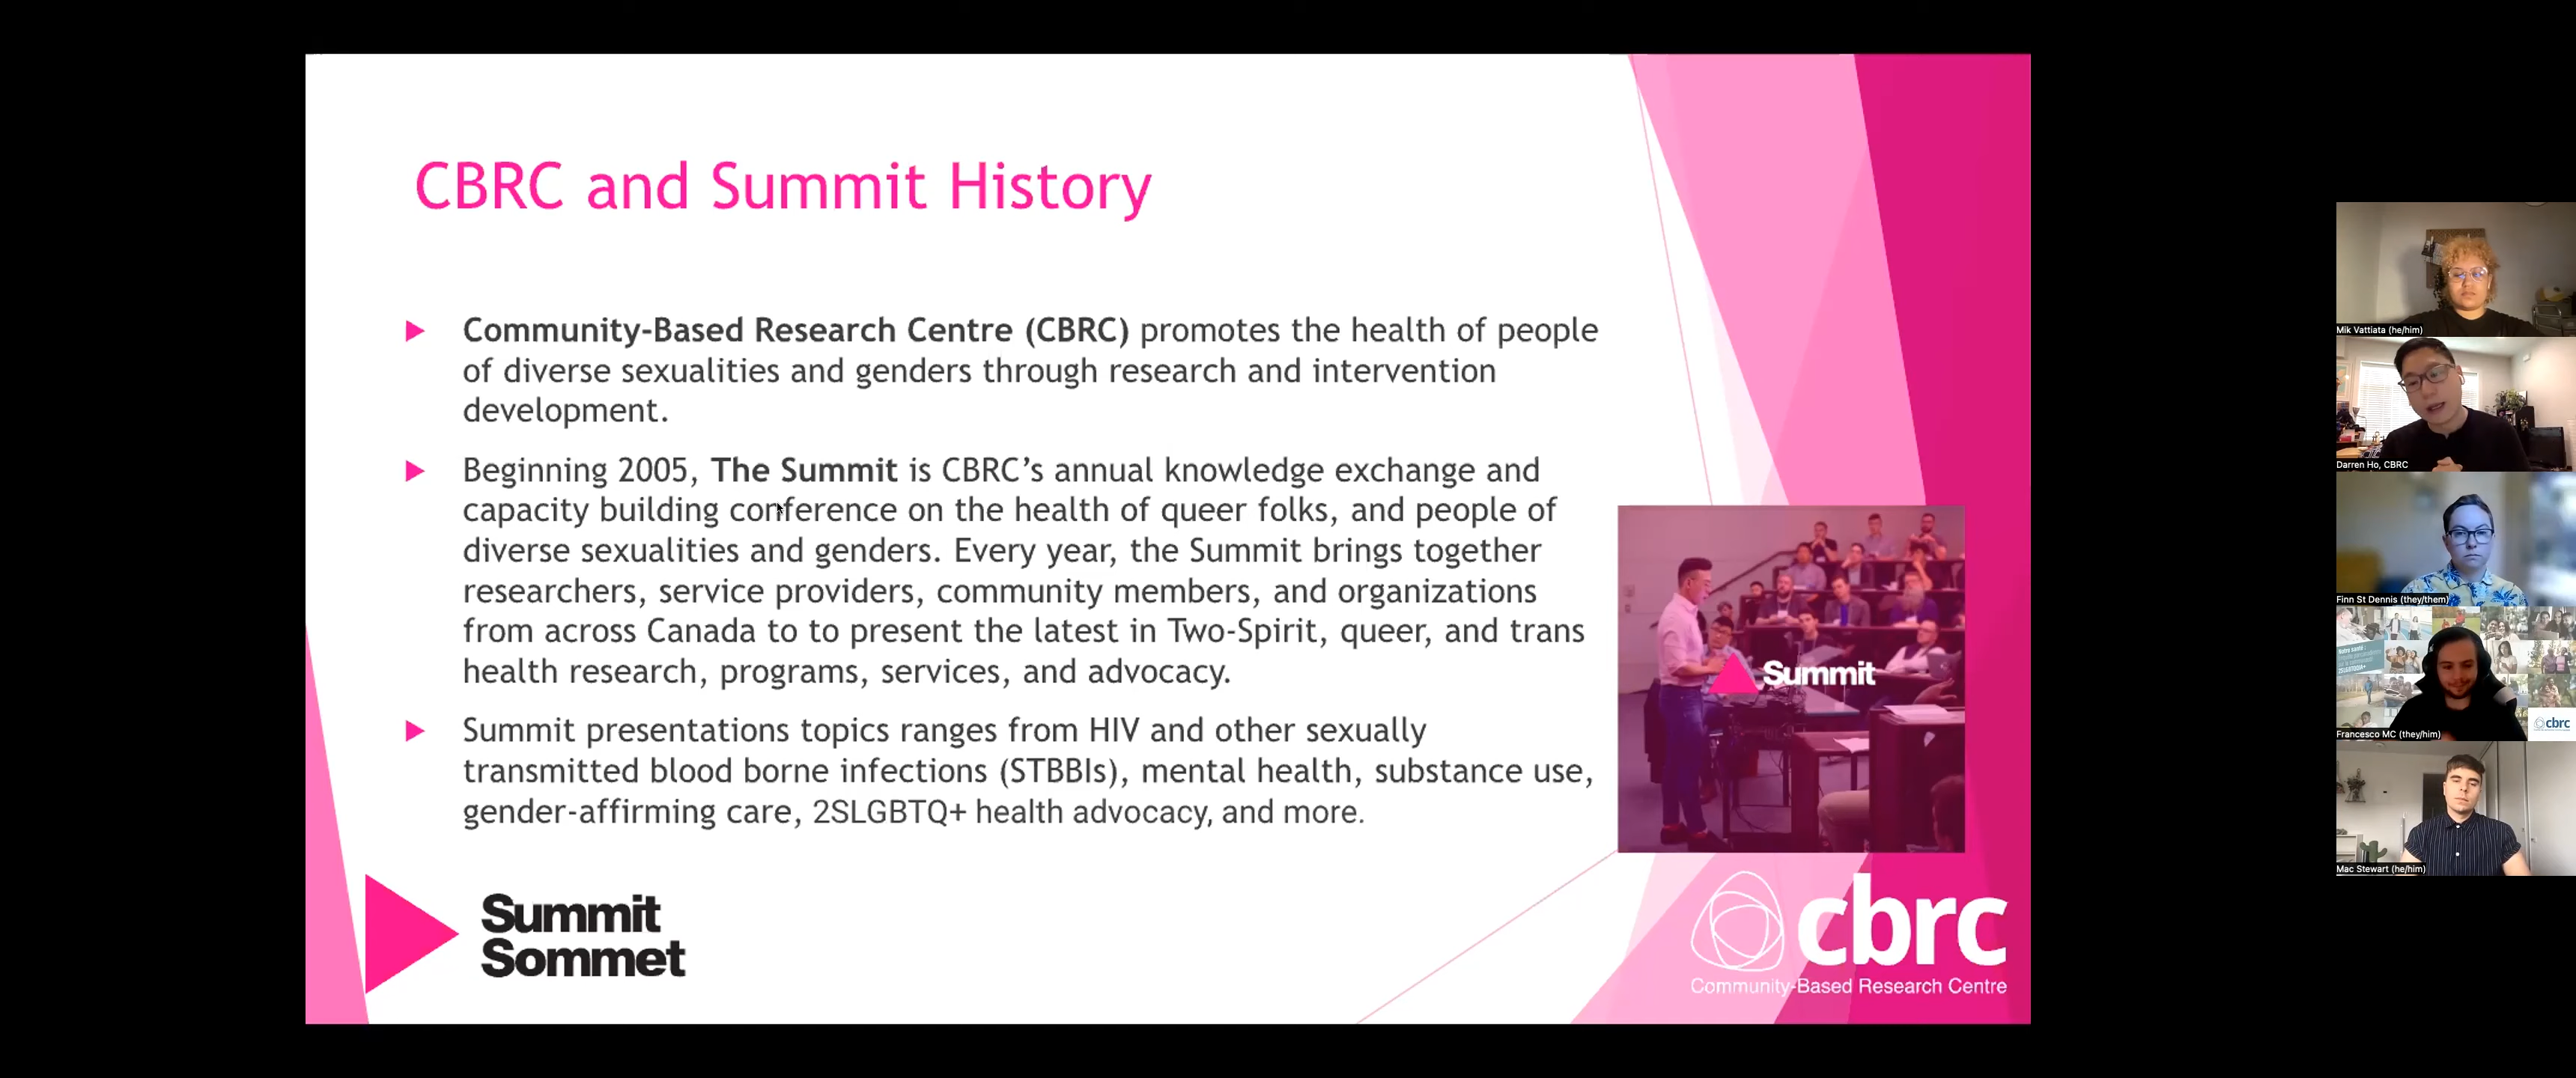 CBRC and Summit History
Community-Based Research Centre (CBRC) promotes the health of people
of diverse sexualities and genders through research and intervention
development.
Beginning 2005, The Summit is CBRC’s annual knowledge exchange and
capacity building conference on the health of queer folks, and people of
diverse sexualities and genders. Every year, the Summit brings together
researchers, service providers, community members, and organizations
from across Canada to to present the latest in Two-Spirit, queer, and trans
health research, programs, services, and advocacy.
Summit presentations topics ranges from HIV and other sexually
transmitted blood borne infections (STBBIs), mental health, substance use,
gender-affirming care, 2SLGBTQ+ health advocacy, and more.
Summit
Summit
Sommet
cbrc
Community-Based Research Centre
Mik Vattiata (he/him)
Darren Ho, CBRC
Finn St Dennis (they/them)
cbrc
Francesco MC (they/him)
Mac Stewart (he/him)